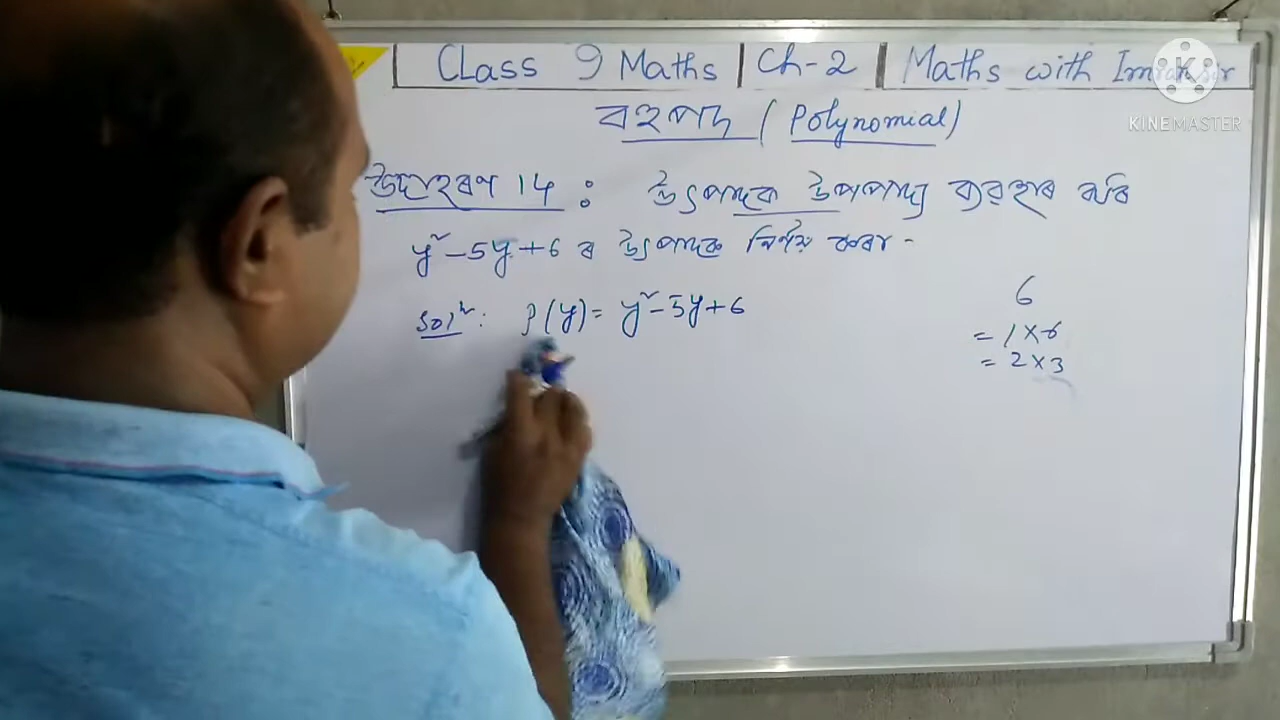 Class 9 Maths | Ch-2 | Maths with Imran Sir
KINEMASTER
বহুপদ (Polynomial)
উদাহৰণ 14 : উৎপাদক উপপাদ্য ব্যৱহাৰ কৰি
y² - 5y + 6 ৰ উৎপাদক নিৰ্ণয় কৰা -
Solⁿ: P(y) = y² - 5y + 6
6
= 1 × 6
= 2 × 3